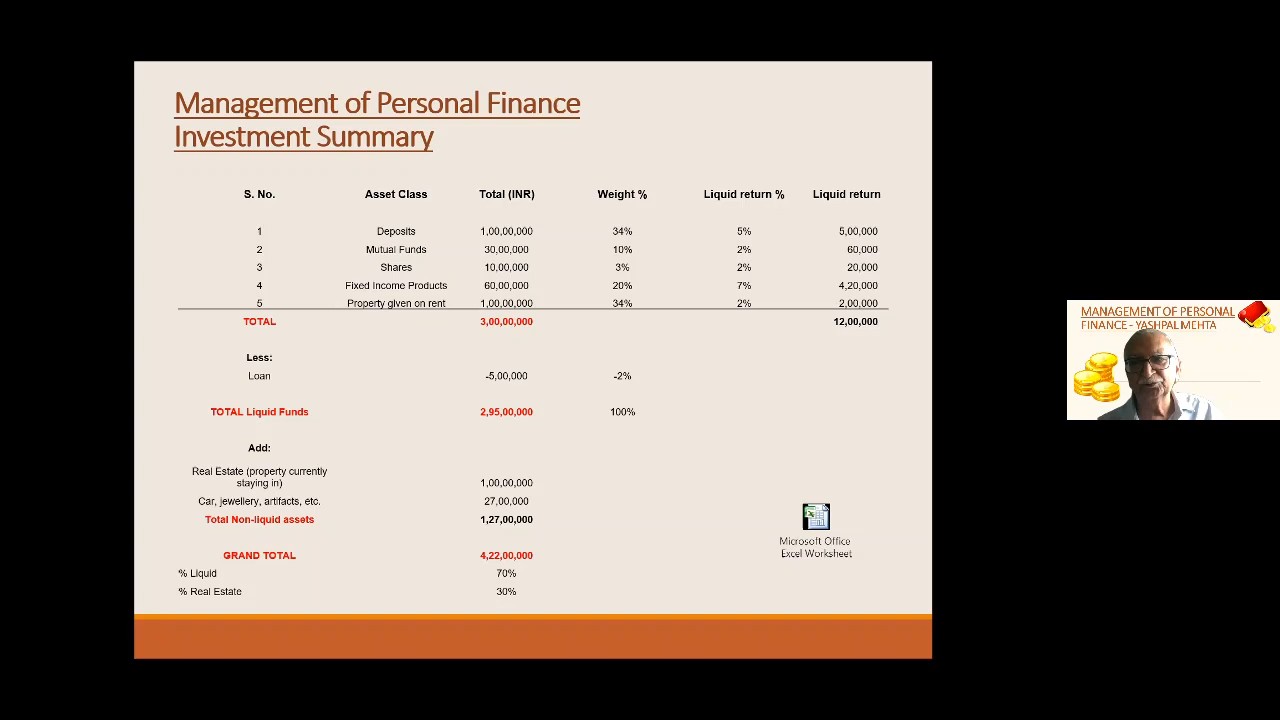 Management of Personal Finance
Investment Summary
S. No. Asset Class Total (INR) Weight % Liquid return % Liquid return
1 Deposits 1,00,00,000 34% 5% 5,00,000
2 Mutual Funds 30,00,000 10% 2% 60,000
3 Shares 10,00,000 3% 2% 20,000
4 Fixed Income Products 60,00,000 20% 7% 4,20,000
5 Property given on rent 1,00,00,000 34% 2% 2,00,000
TOTAL 3,00,00,000 12,00,000
Less:
Loan -5,00,000 -2%
TOTAL Liquid Funds 2,95,00,000 100%
Add:
Real Estate (property currently
staying in) 1,00,00,000
Car, jewellery, artifacts, etc. 27,00,000
Total Non-liquid assets 1,27,00,000
GRAND TOTAL 4,22,00,000
% Liquid 70%
% Real Estate 30%
Microsoft Office
Excel Worksheet
MANAGEMENT OF PERSONAL
FINANCE - YASHPAL MEHTA